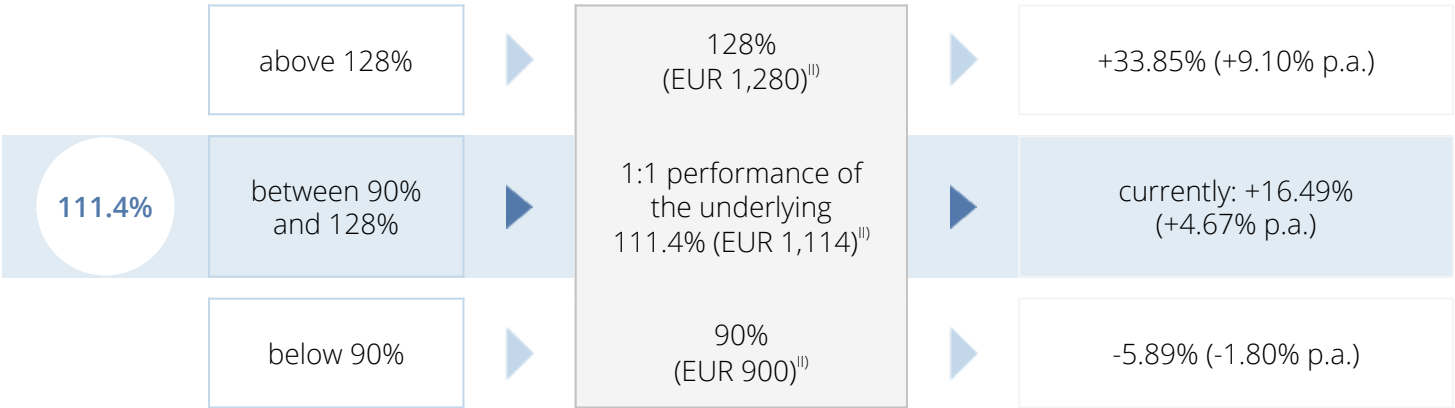 above 128%
128%
(EUR 1,280)II)
+33.85% (+9.10% p.a.)
111.4%
between 90%
and 128%
1:1 performance of
the underlying
111.4% (EUR 1,114)II)
currently: +16.49%
(+4.67% p.a.)
below 90%
90%
(EUR 900)II)
-5.89% (-1.80% p.a.)